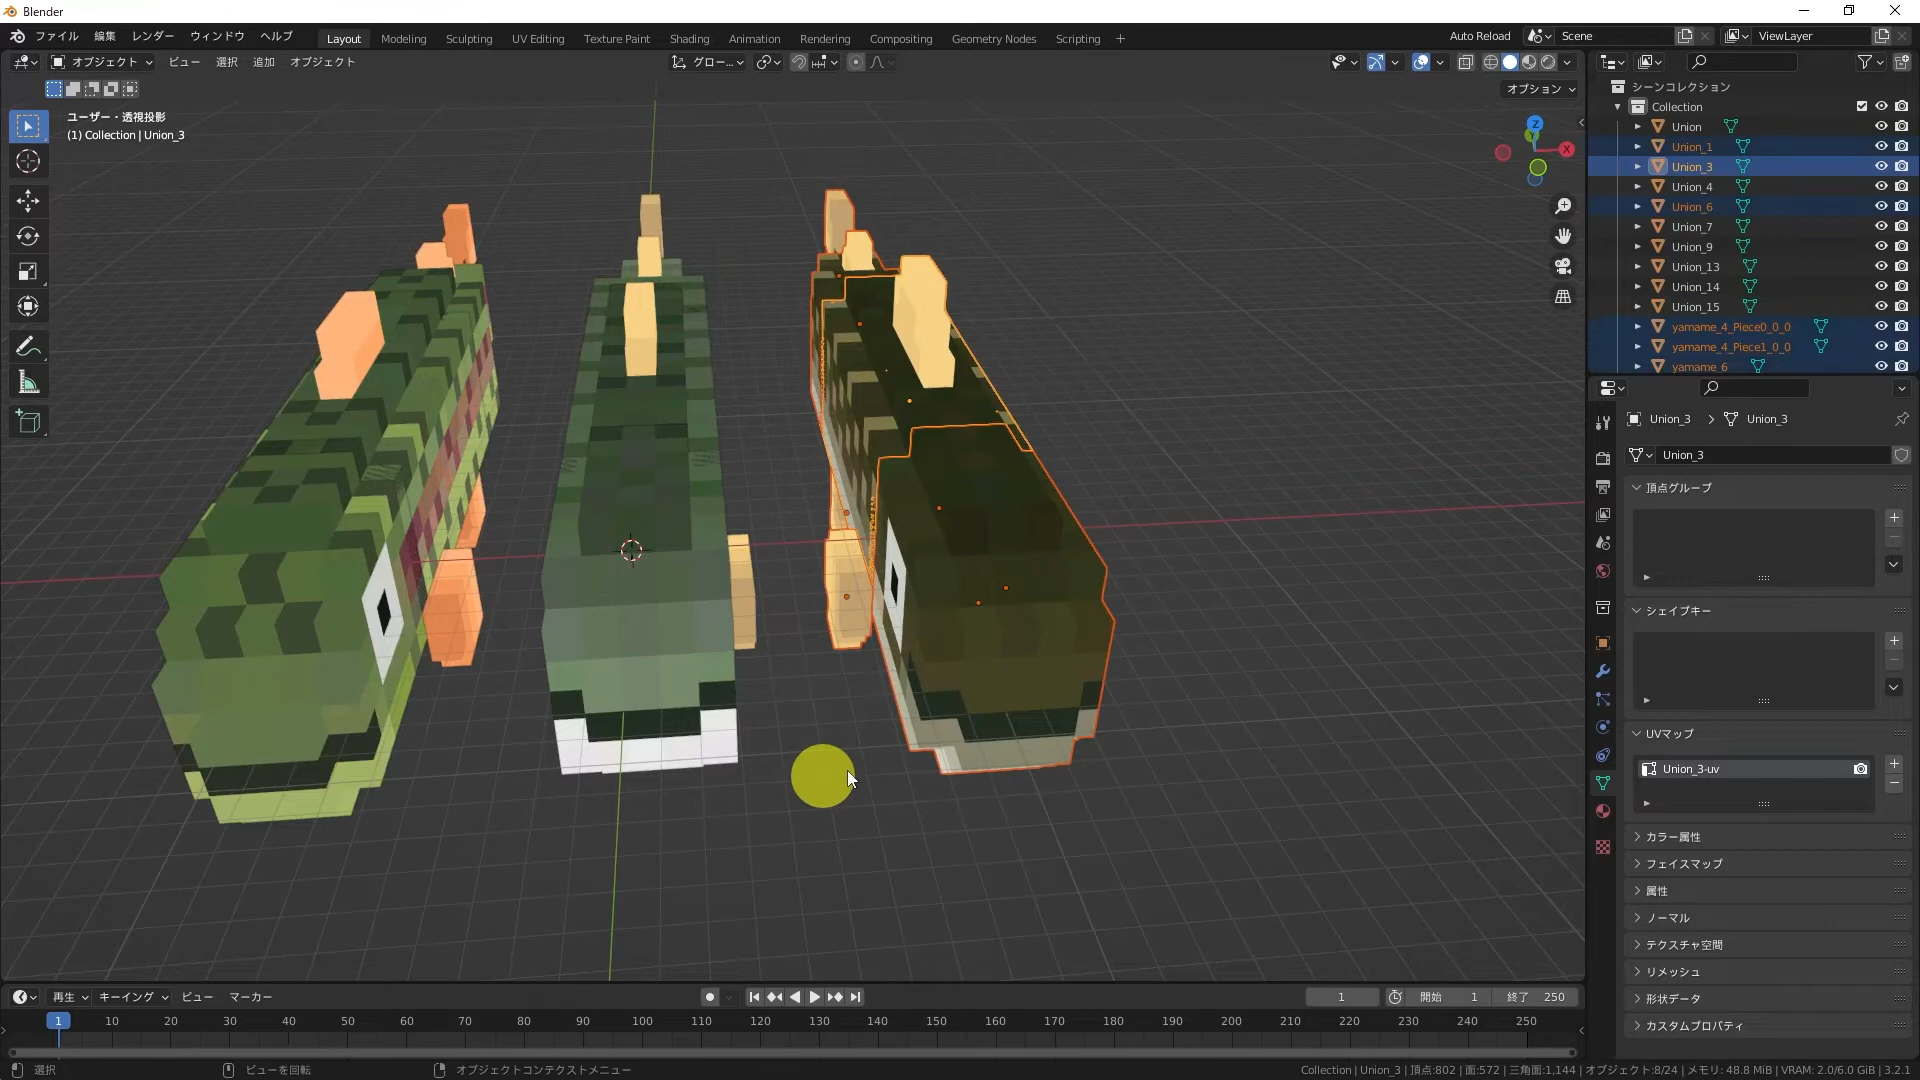 Blender
ファイル 編集 レンダー ウィンドウ ヘルプ Layout Modeling Sculpting UV Editing Texture Paint Shading Animation Rendering Compositing Geometry Nodes Scripting + Auto Reload Scene ViewLayer
オブジェクト ビュー 選択 追加 オブジェクト グロー...
オプション
ユーザー・透視投影
(1) Collection | Union_3
Z
Y
X
シーンコレクション
Collection
Union
Union_1
Union_3
Union_4
Union_6
Union_7
Union_9
Union_13
Union_14
Union_15
yamame_4_Piece0_0_0
yamame_4_Piece1_0_0
yamame_6
Union_3 Union_3
Union_3
頂点グループ
シェイプキー
UVマップ
Union_3-uv
カラー属性
フェイスマップ
属性
ノーマル
テクスチャ空間
リメッシュ
形状データ
カスタムプロパティ
再生 キーイング ビュー マーカー 1 開始 1 終了 250
1 10 20 30 40 50 60 70 80 90 100 110 120 130 140 150 160 170 180 190 200 210 220 230 240 250
選択 ビューを回転 オブジェクトコンテクストメニュー Collection | Union_3 | 頂点:802 | 面:572 | 三角面:1,144 | オブジェクト:8/24 | メモリ: 48.8 MiB | VRAM: 2.0/6.0 GiB | 3.2.1